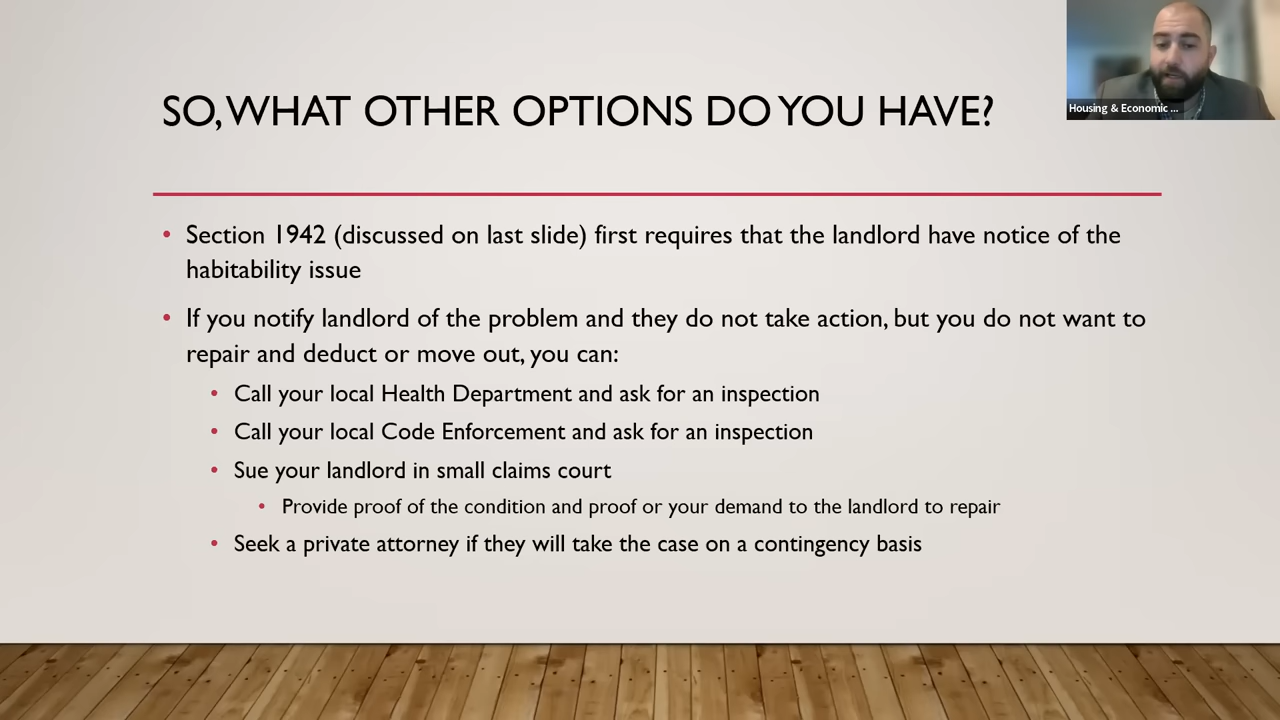 SO, WHAT OTHER OPTIONS DO YOU HAVE?
Housing & Economic ...
• Section 1942 (discussed on last slide) first requires that the landlord have notice of the
habitability issue
• If you notify landlord of the problem and they do not take action, but you do not want to
repair and deduct or move out, you can:
• Call your local Health Department and ask for an inspection
• Call your local Code Enforcement and ask for an inspection
• Sue your landlord in small claims court
• Provide proof of the condition and proof or your demand to the landlord to repair
• Seek a private attorney if they will take the case on a contingency basis